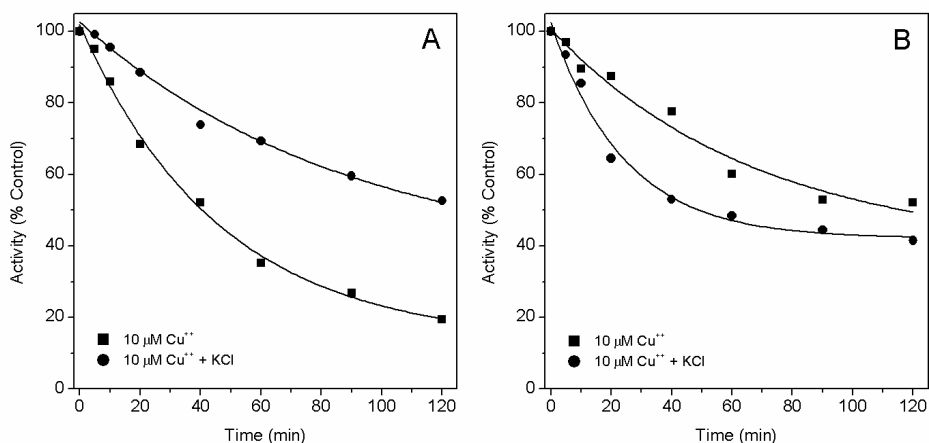 A
Activity (% Control)
100
80
60
40
20
0
■ 10 μM Cu⁺⁺
● 10 μM Cu⁺⁺ + KCl
0 20 40 60 80 100 120
Time (min)
B
Activity (% Control)
100
80
60
40
20
0
■ 10 μM Cu⁺⁺
● 10 μM Cu⁺⁺ + KCl
0 20 40 60 80 100 120
Time (min)